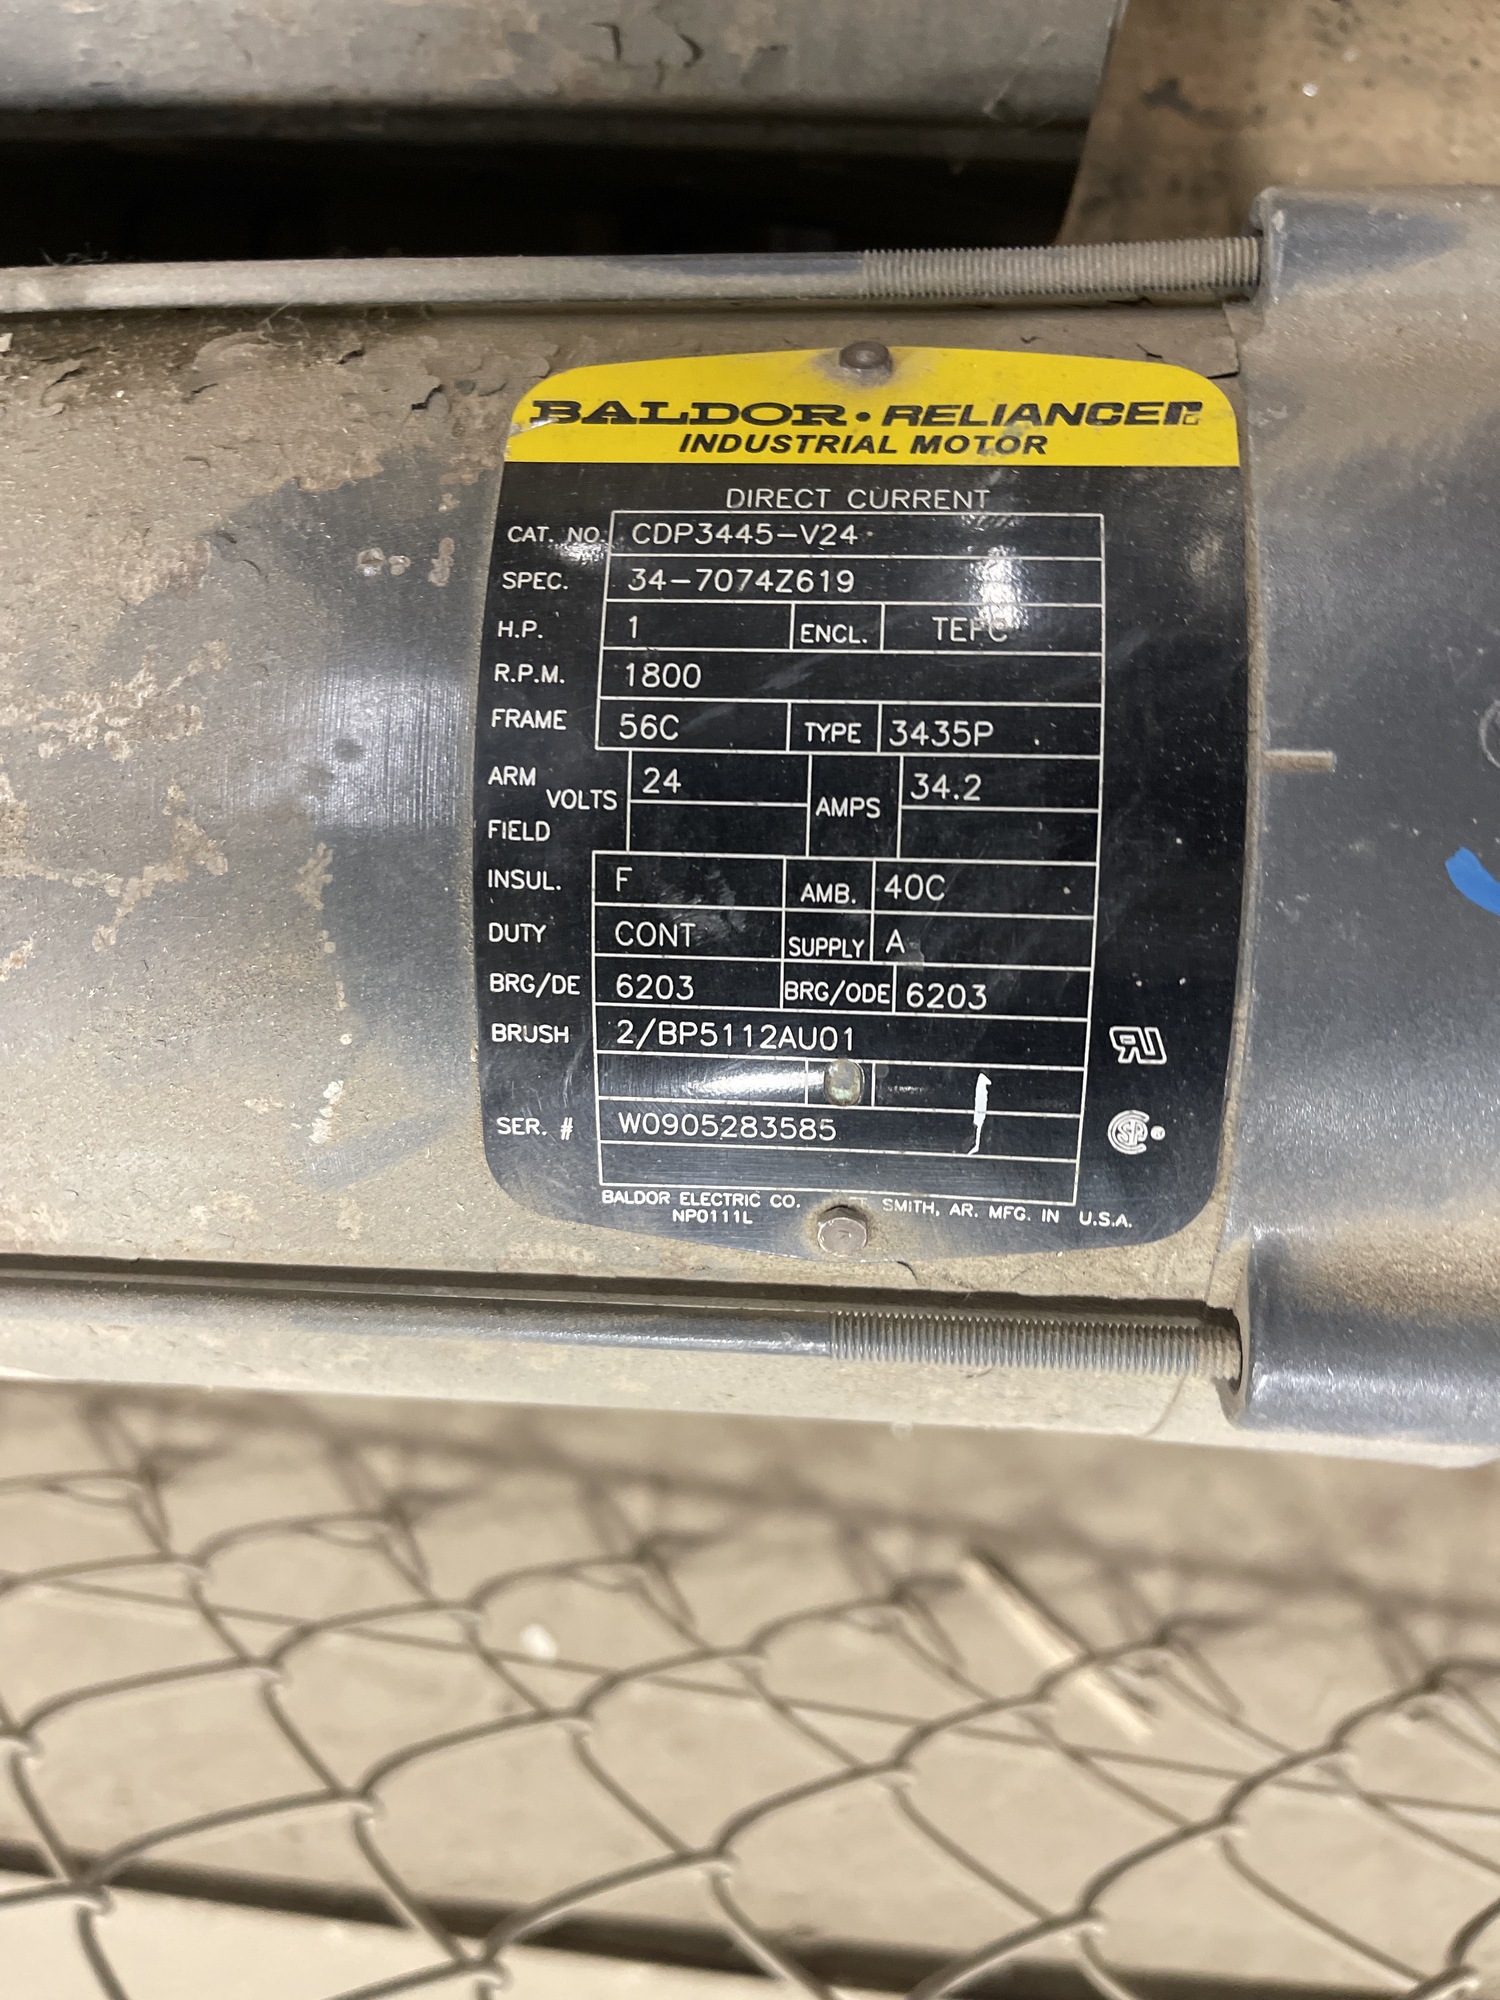 BALDOR • RELIANCER
INDUSTRIAL MOTOR
DIRECT CURRENT
CAT. NO. CDP3445-V24
SPEC. 34-7074Z619
H.P. 1 ENCL. TEFC
R.P.M. 1800
FRAME 56C TYPE 3435P
ARM VOLTS 24 AMPS 34.2
FIELD
INSUL. F AMB. 40C
DUTY CONT SUPPLY A
BRG/DE 6203 BRG/ODE 6203
BRUSH 2/BP5112AU01
SER. # W0905283585
BALDOR ELECTRIC CO. SMITH, AR. MFG. IN U.S.A.
NP0111L